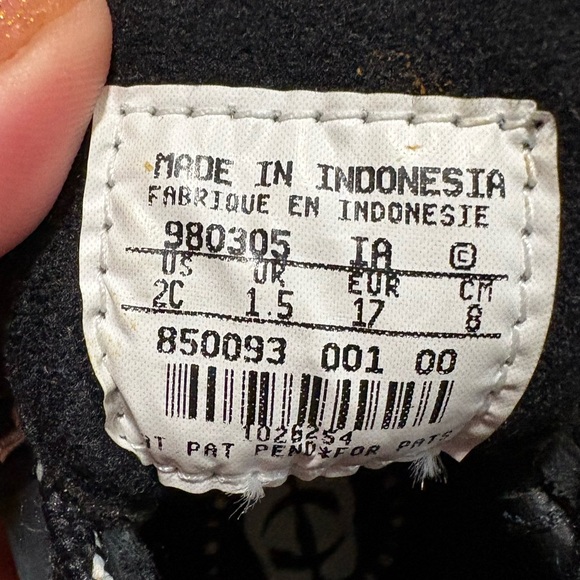 MADE IN INDONESIA
FABRIQUE EN INDONESIE
980305 IA ©
US UK EUR CM
2C 1.5 17 8
850093 001 00
1028254
PAT PEND*FOR PATS